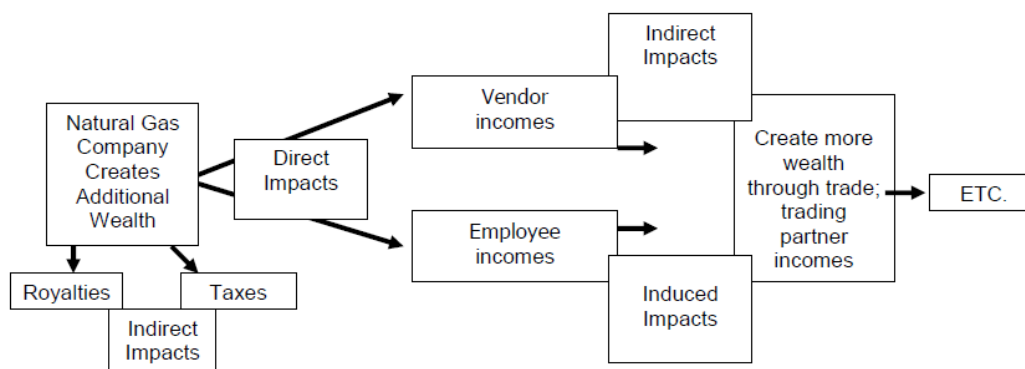 Natural Gas
Company
Creates
Additional
Wealth
Direct
Impacts
Royalties
Taxes
Indirect
Impacts
Vendor
incomes
Employee
incomes
Indirect
Impacts
Induced
Impacts
Create more
wealth
through trade;
trading
partner
incomes
ETC.